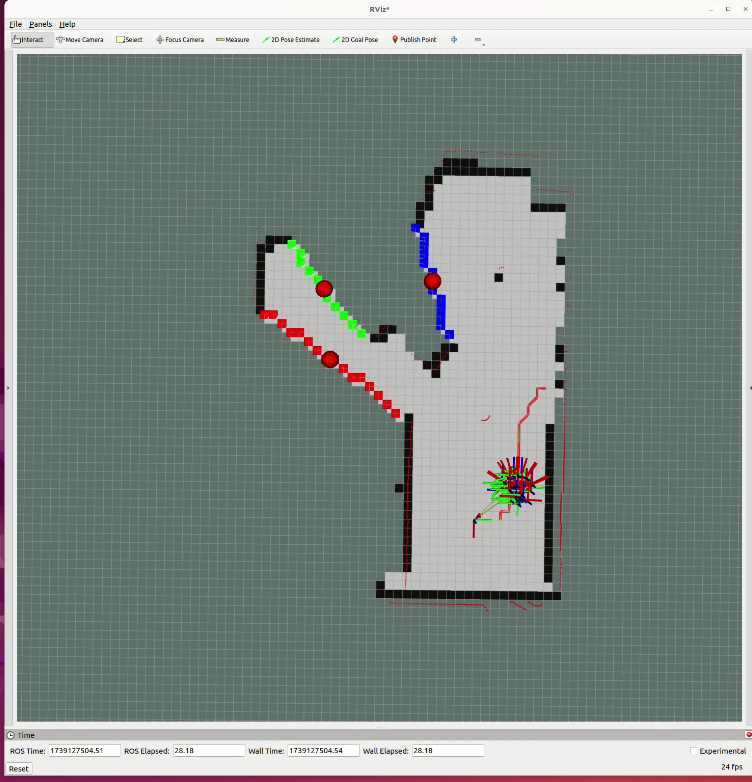 RViz*
File Panels Help
Interact Move Camera Select Focus Camera Measure 2D Pose Estimate 2D Goal Pose Publish Point
Time
ROS Time: 1739127504.51 ROS Elapsed: 28.18 Wall Time: 1739127504.54 Wall Elapsed: 28.18 Experimental
Reset 24 fps